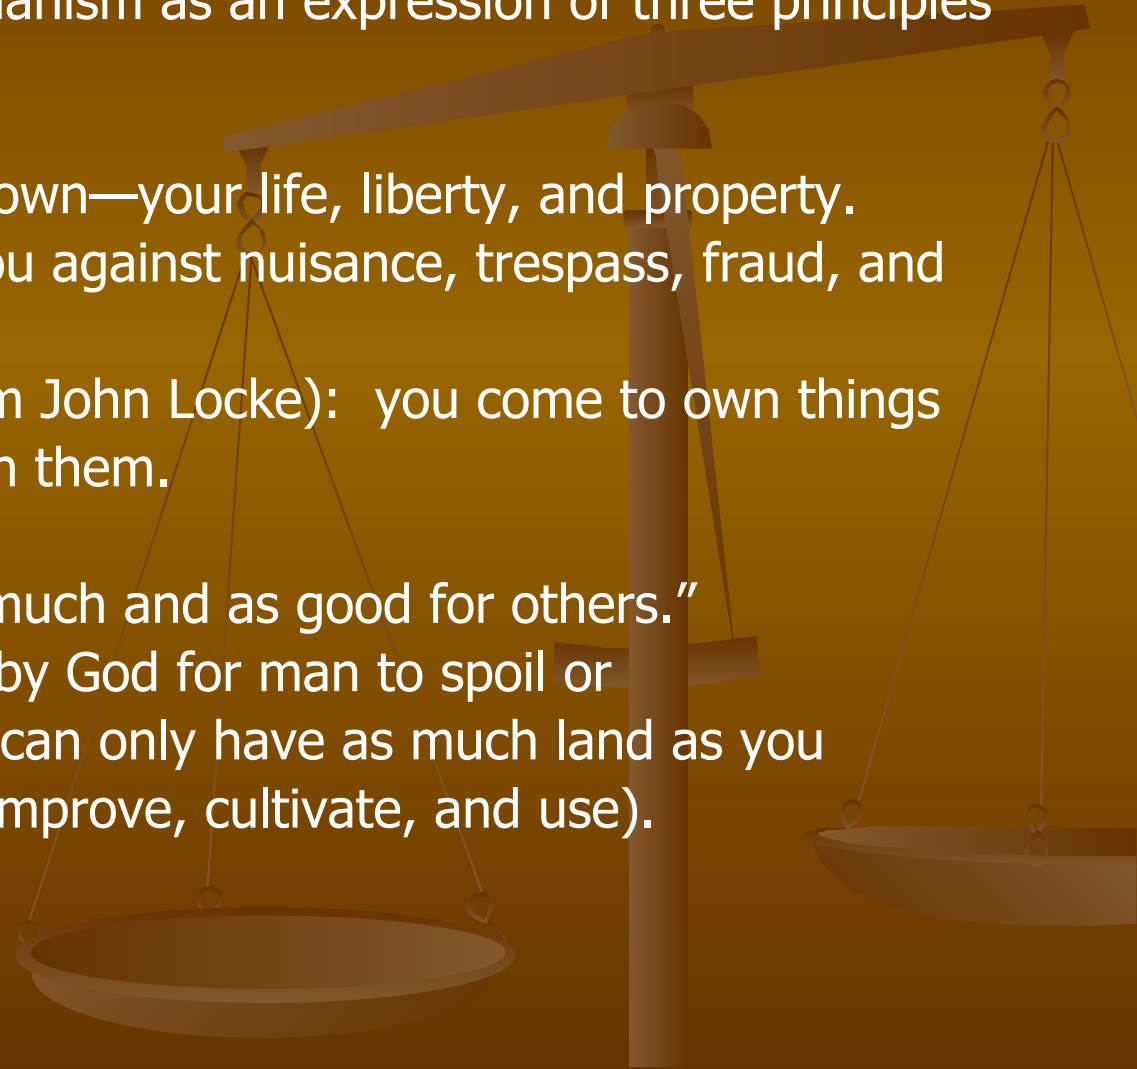 anism as an expression of three principles
own—your life, liberty, and property.
ou against nuisance, trespass, fraud, and
m John Locke):  you come to own things
h them.
much and as good for others.”
by God for man to spoil or
can only have as much land as you
improve, cultivate, and use).